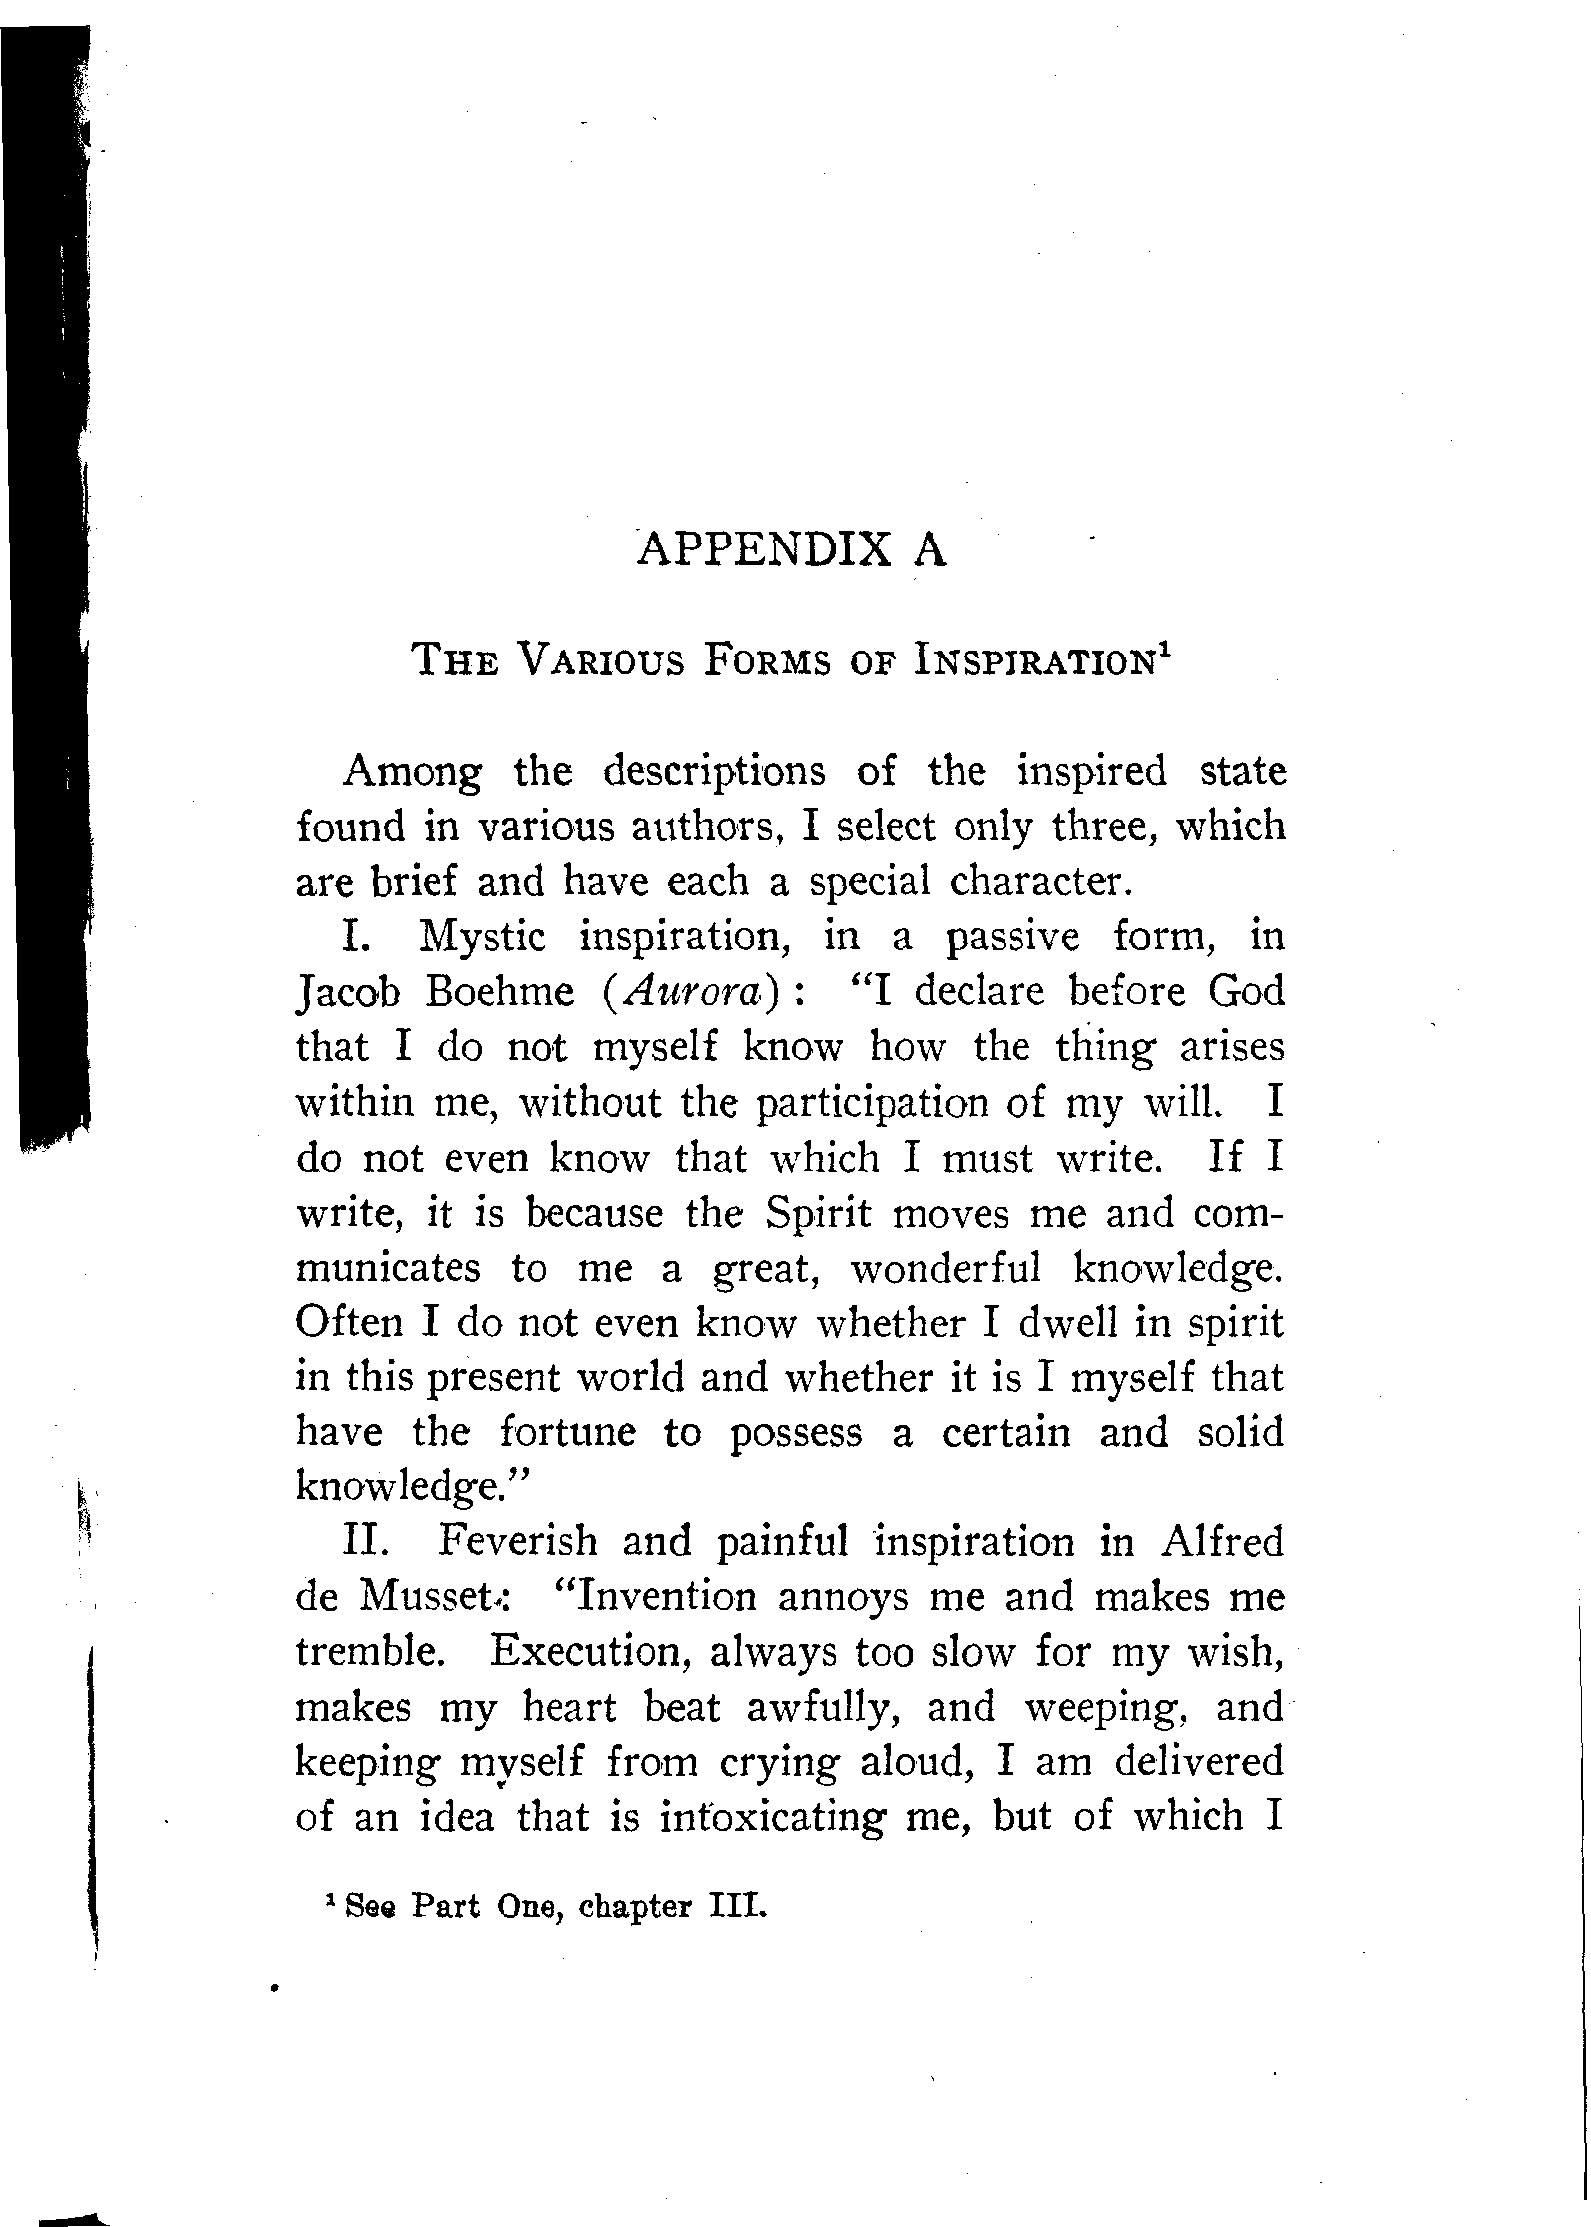 APPENDIX A
THE VARIOUS FORMS OF INSPIRATION¹
Among the descriptions of the inspired state
found in various authors, I select only three, which
are brief and have each a special character.
I. Mystic inspiration, in a passive form, in
Jacob Boehme (Aurora): "I declare before God
that I do not myself know how the thing arises
within me, without the participation of my will. I
do not even know that which I must write. If I
write, it is because the Spirit moves me and com-
municates to me a great, wonderful knowledge.
Often I do not even know whether I dwell in spirit
in this present world and whether it is I myself that
have the fortune to possess a certain and solid
knowledge."
II. Feverish and painful inspiration in Alfred
de Musset: "Invention annoys me and makes me
tremble. Execution, always too slow for my wish,
makes my heart beat awfully, and weeping, and
keeping myself from crying aloud, I am delivered
of an idea that is intoxicating me, but of which I
¹ See Part One, chapter III.